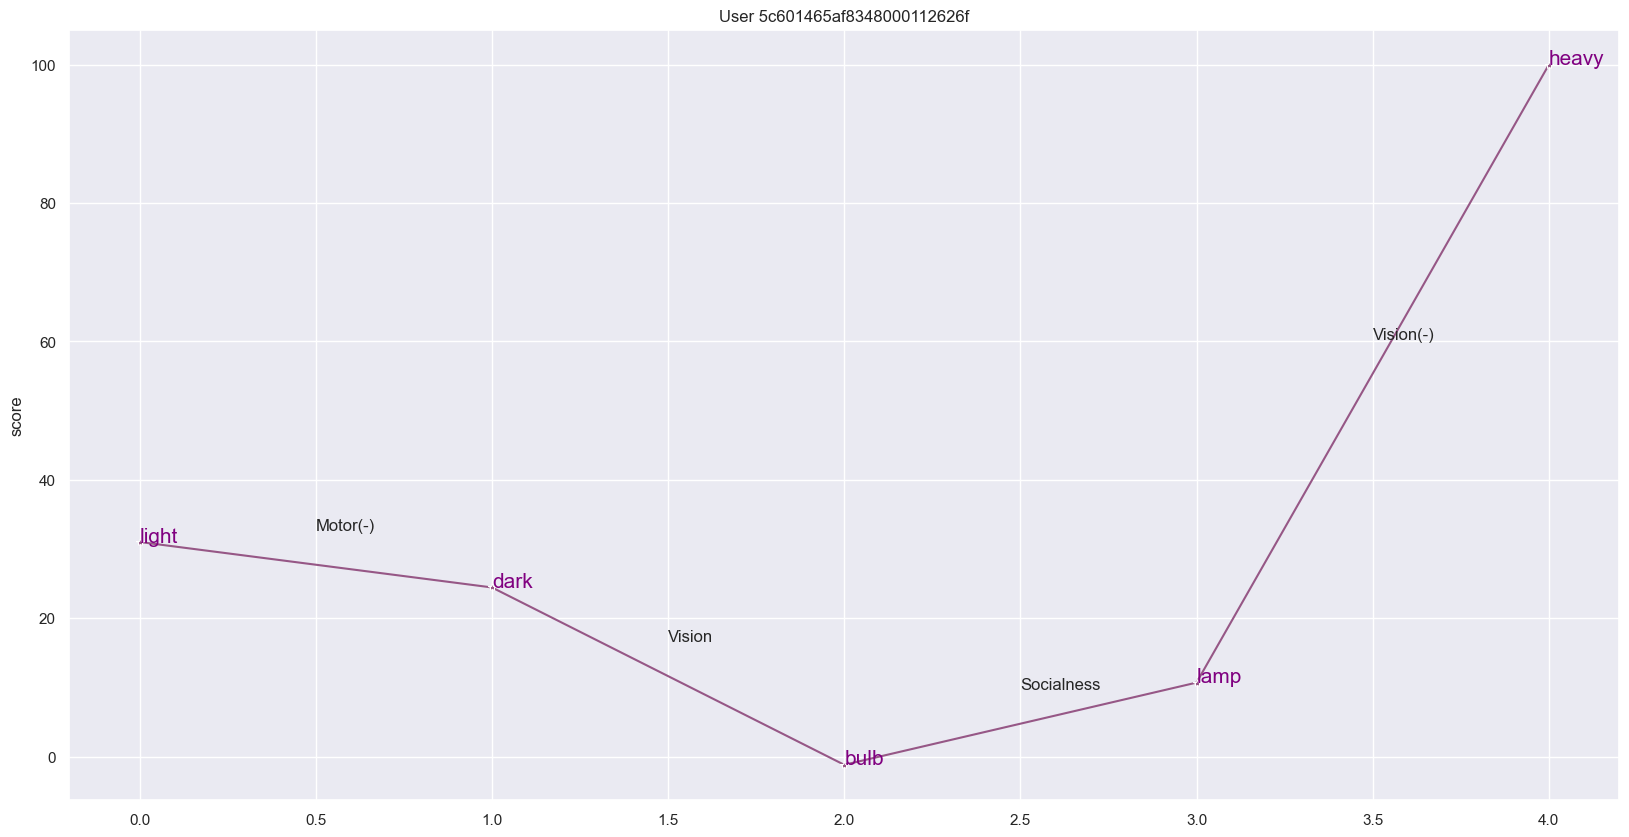 User 5c601465af8348000112626f
100
80
60
40
20
0
score
heavy
Vision(-)
light
Motor(-)
dark
Vision
Socialness
lamp
bulb
0.0 0.5 1.0 1.5 2.0 2.5 3.0 3.5 4.0